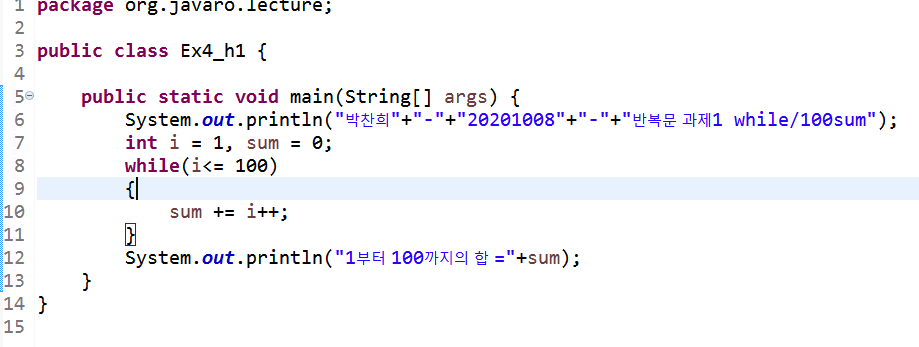 1 package org.javaro.lecture;
2
3 public class Ex4_h1 {
4
5 public static void main(String[] args) {
6 System.out.println("박찬희"+"-"+"20201008"+"-"+"반복문 과제1 while/100sum");
7 int i = 1, sum = 0;
8 while(i<= 100)
9 {
10 sum += i++;
11 }
12 System.out.println("1부터 100까지의 합 ="+sum);
13 }
14 }
15